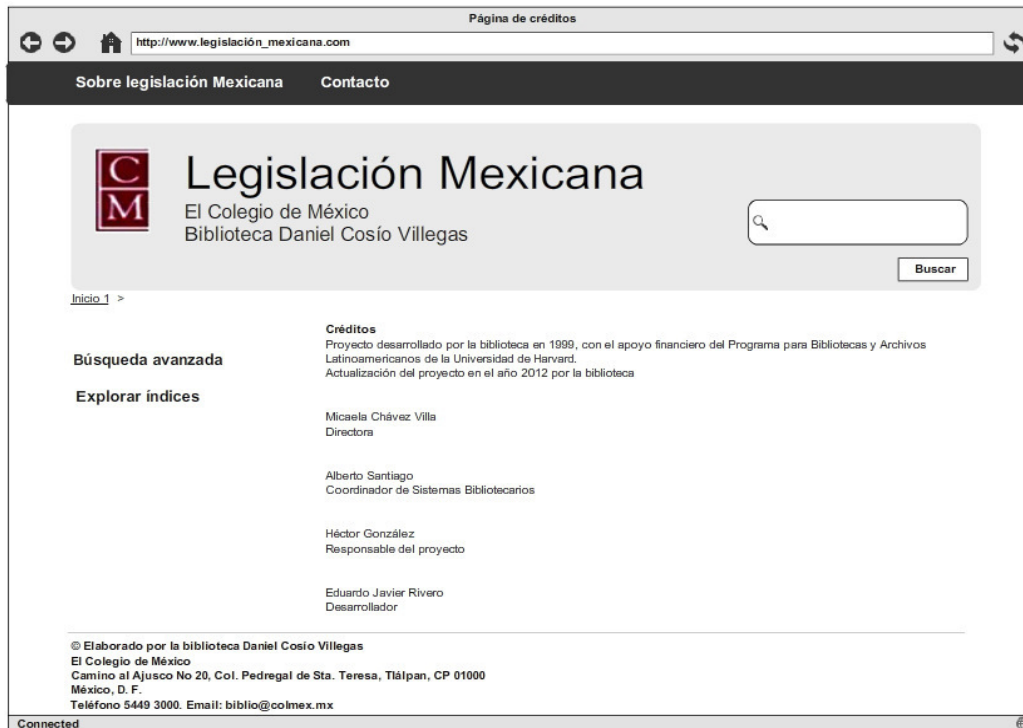 Página de créditos
http://www.legislación_mexicana.com
Sobre legislación Mexicana Contacto
C
M
Legislación Mexicana
El Colegio de México
Biblioteca Daniel Cosío Villegas
Buscar
Inicio 1 >
Búsqueda avanzada
Explorar índices
Créditos
Proyecto desarrollado por la biblioteca en 1999, con el apoyo financiero del Programa para Bibliotecas y Archivos
Latinoamericanos de la Universidad de Harvard.
Actualización del proyecto en el año 2012 por la biblioteca
Micaela Chávez Villa
Directora
Alberto Santiago
Coordinador de Sistemas Bibliotecarios
Héctor González
Responsable del proyecto
Eduardo Javier Rivero
Desarrollador
© Elaborado por la biblioteca Daniel Cosío Villegas
El Colegio de México
Camino al Ajusco No 20, Col. Pedregal de Sta. Teresa, Tlálpan, CP 01000
México, D. F.
Teléfono 5449 3000. Email: biblio@colmex.mx
Connected